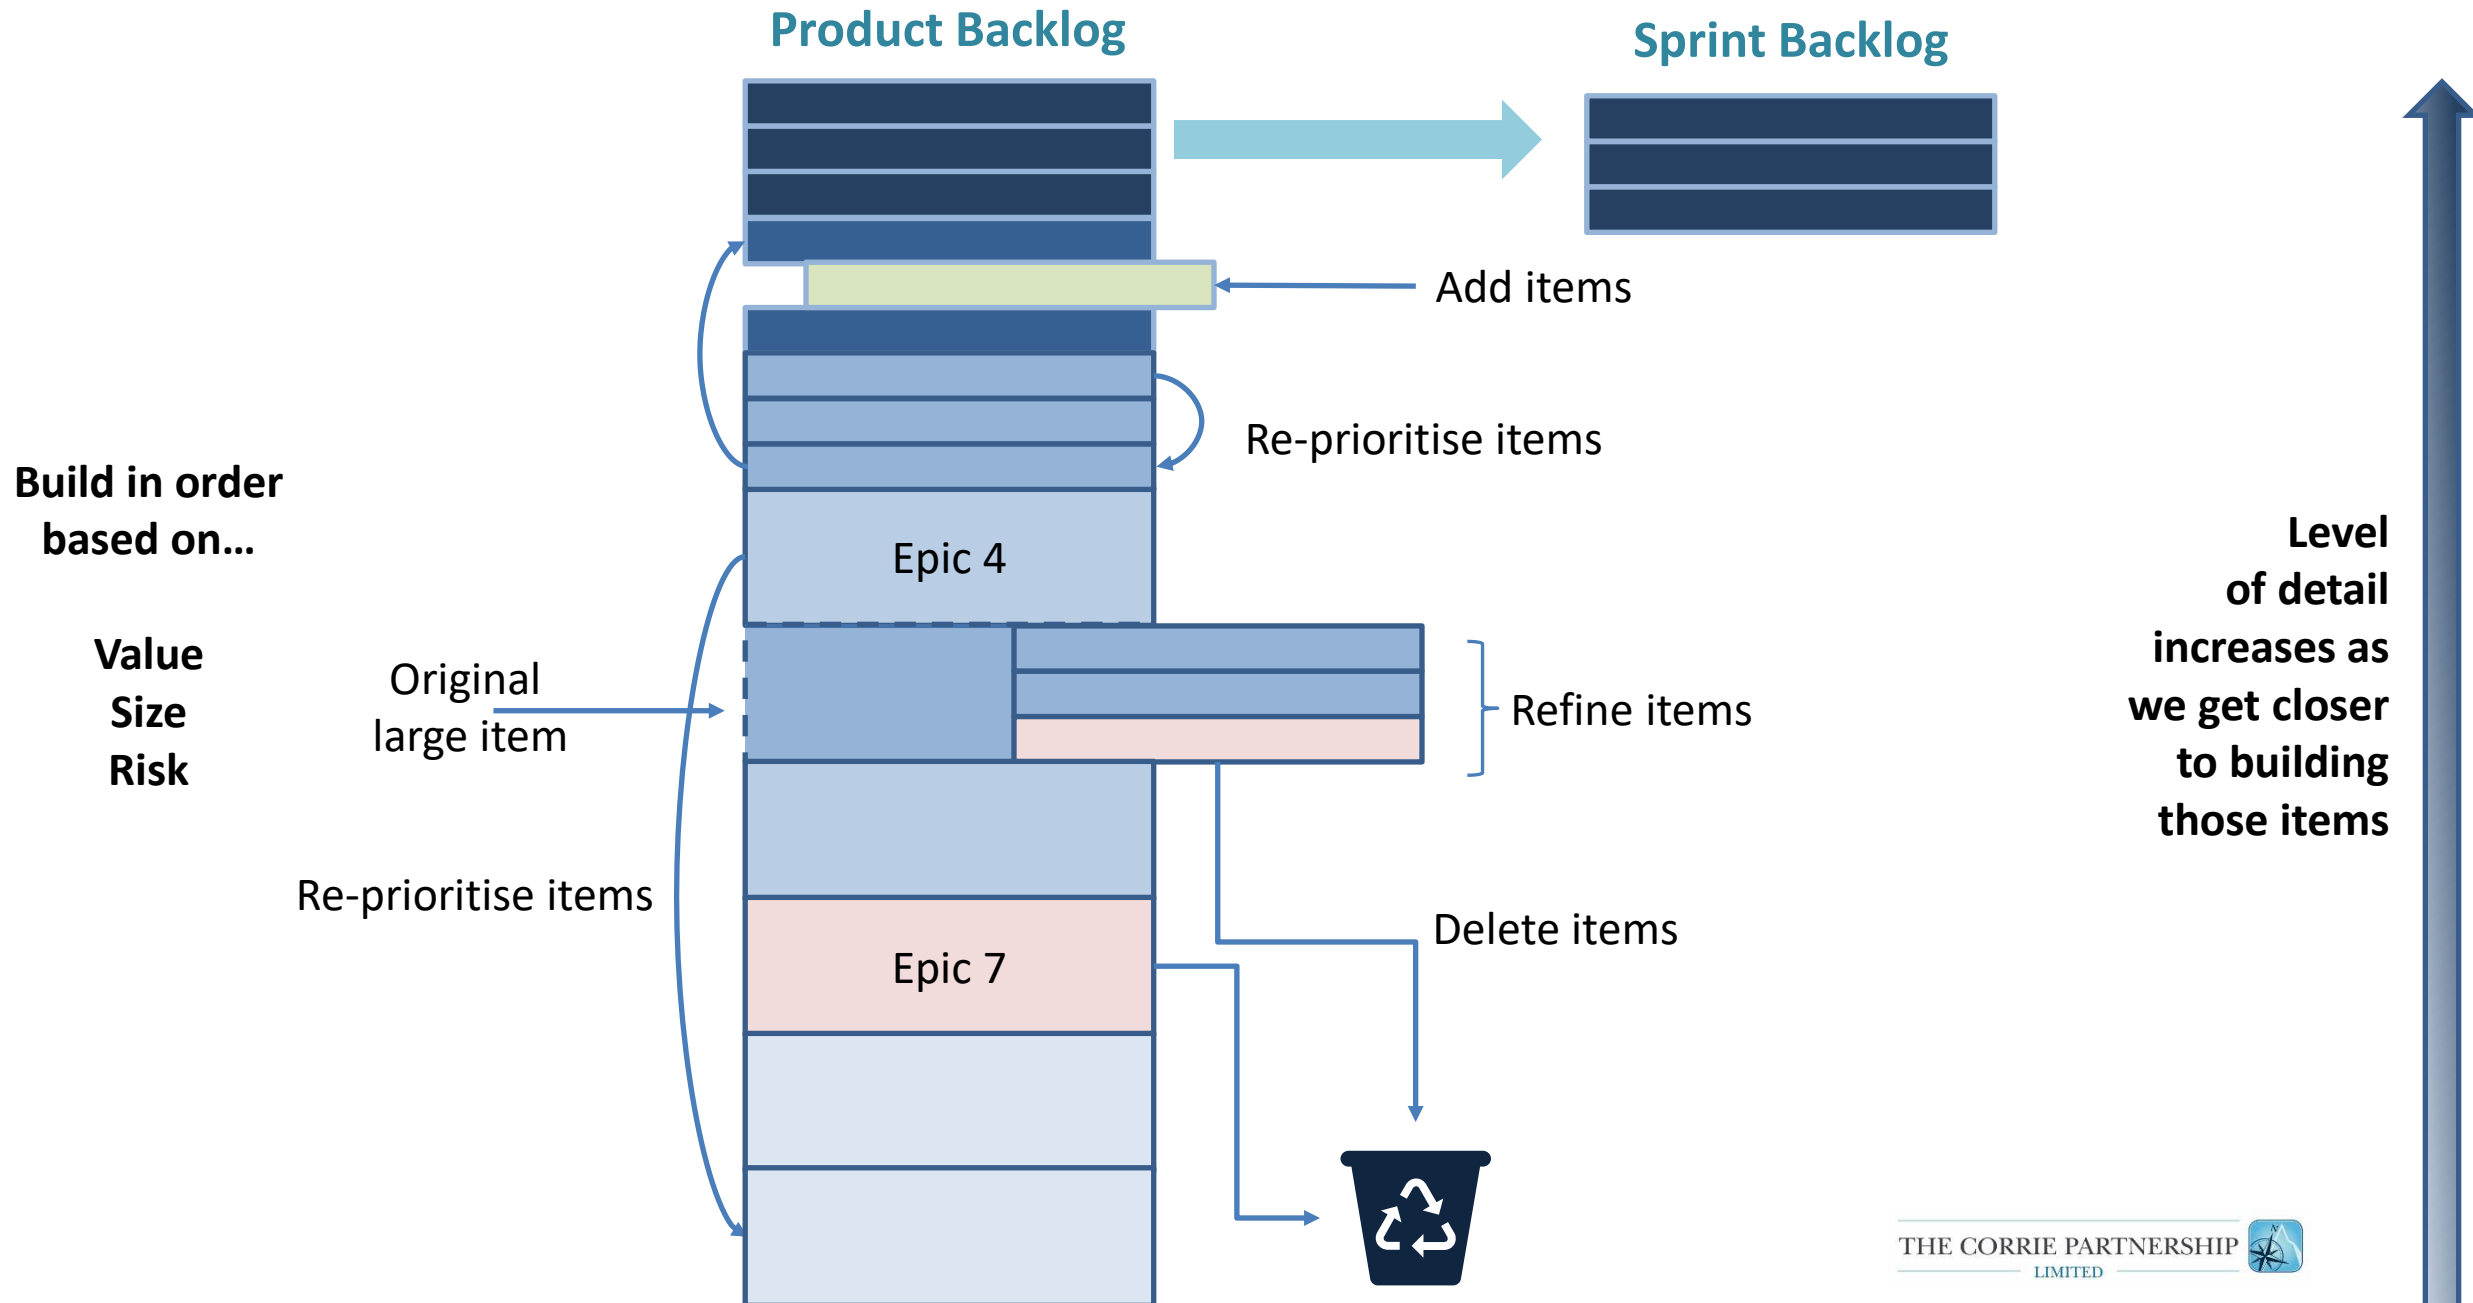 Product Backlog
Sprint Backlog
Add items
Re-prioritise items
Build in order
based on...
Value
Size
Risk
Epic 4
Original
large item
Refine items
Level
of detail
increases as
we get closer
to building
those items
Re-prioritise items
Delete items
Epic 7
THE CORRIE PARTNERSHIP
LIMITED